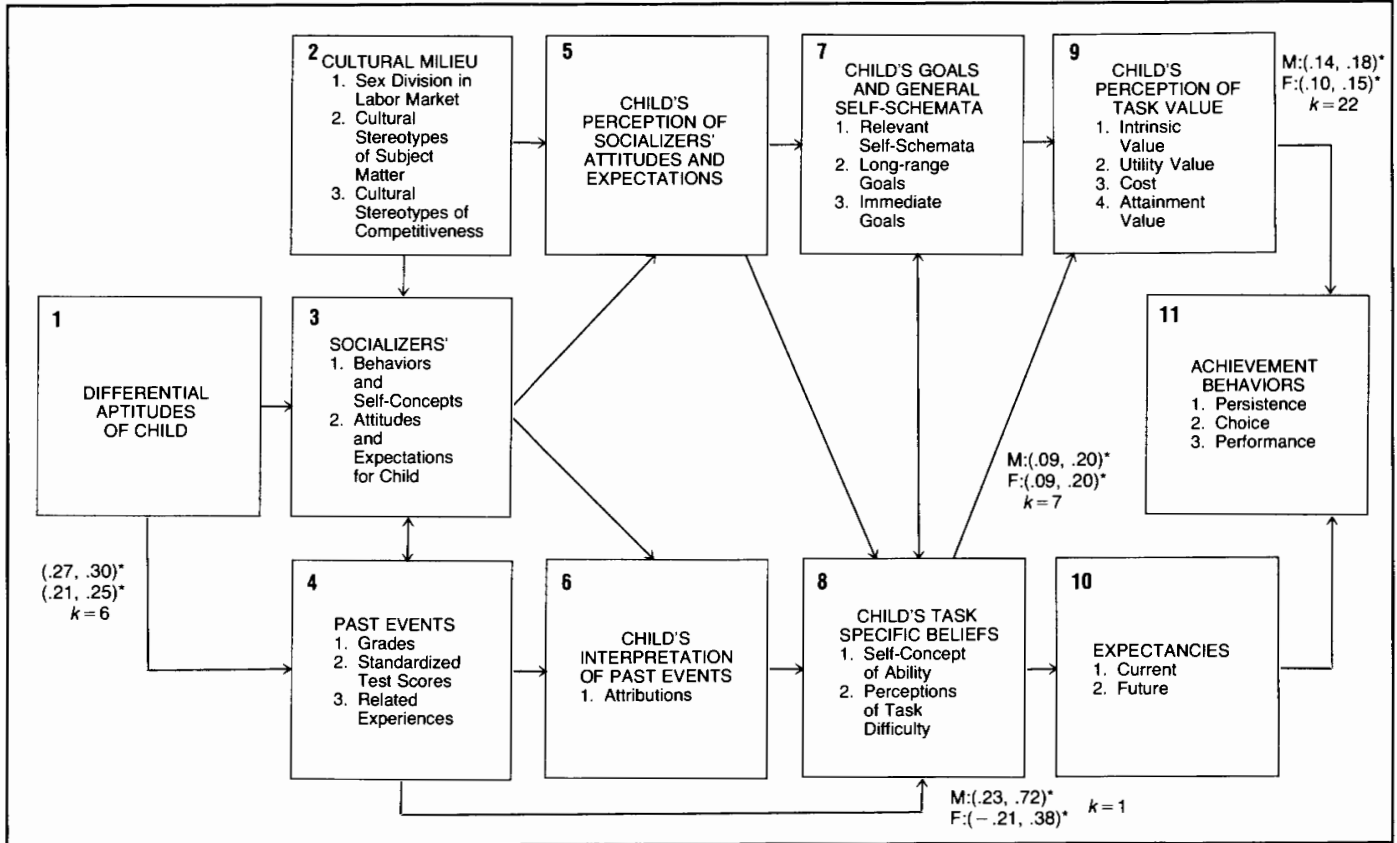 2 CULTURAL MILIEU
1. Sex Division in
Labor Market
2. Cultural
Stereotypes
of Subject
Matter
3. Cultural
Stereotypes of
Competitiveness
5
CHILD'S
PERCEPTION OF
SOCIALIZERS'
ATTITUDES AND
EXPECTATIONS
7
CHILD'S GOALS
AND GENERAL
SELF-SCHEMATA
1. Relevant
Self-Schemata
2. Long-range
Goals
3. Immediate
Goals
9
CHILD'S
PERCEPTION OF
TASK VALUE
1. Intrinsic
Value
2. Utility Value
3. Cost
4. Attainment
Value
M:(.14, .18)*
F:(.10, .15)*
k=22
1
DIFFERENTIAL
APTITUDES
OF CHILD
3
SOCIALIZERS'
1. Behaviors
and
Self-Concepts
2. Attitudes
and
Expectations
for Child
11
ACHIEVEMENT
BEHAVIORS
1. Persistence
2. Choice
3. Performance
M:(.09, .20)*
F:(.09, .20)*
k=7
(.27, .30)*
(.21, .25)*
k=6
4
PAST EVENTS
1. Grades
2. Standardized
Test Scores
3. Related
Experiences
6
CHILD'S
INTERPRETATION
OF PAST EVENTS
1. Attributions
8
CHILD'S TASK
SPECIFIC BELIEFS
1. Self-Concept
of Ability
2. Perceptions
of Task
Difficulty
10
EXPECTANCIES
1. Current
2. Future
M:(.23, .72)*
F:(−.21, .38)*
k=1